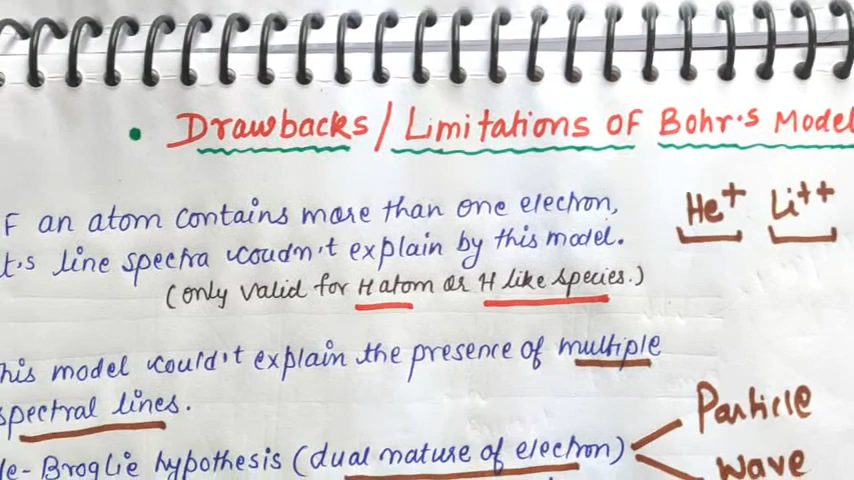 • Drawbacks / Limitations OF Bohr's Model
F an atom contains more than one electron,
He+ Li++
t's line spectra coudn't explain by this model.
(only valid for H atom or H like species.)
his model could't explain the presence of multiple
spectral lines.
Particle
le-Broglie hypothesis (dual nature of electron)
wave